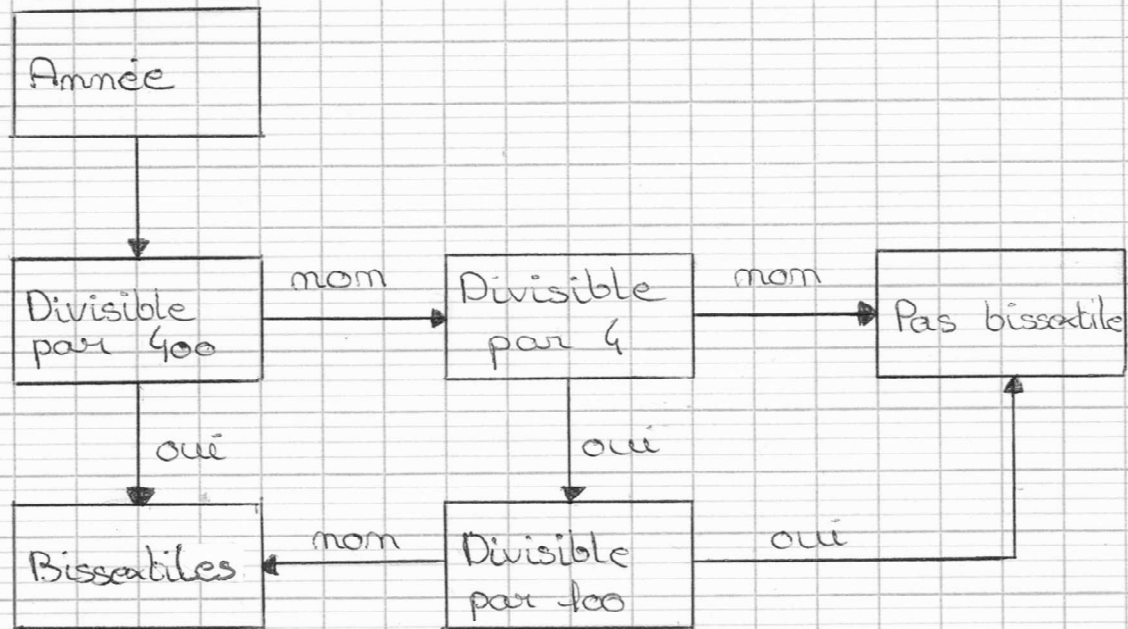 Année
non
Divisible
par 400
Divisible
par 4
non
Pas bissextile
oui
oui
Bissextiles
non
Divisible
par 100
oui